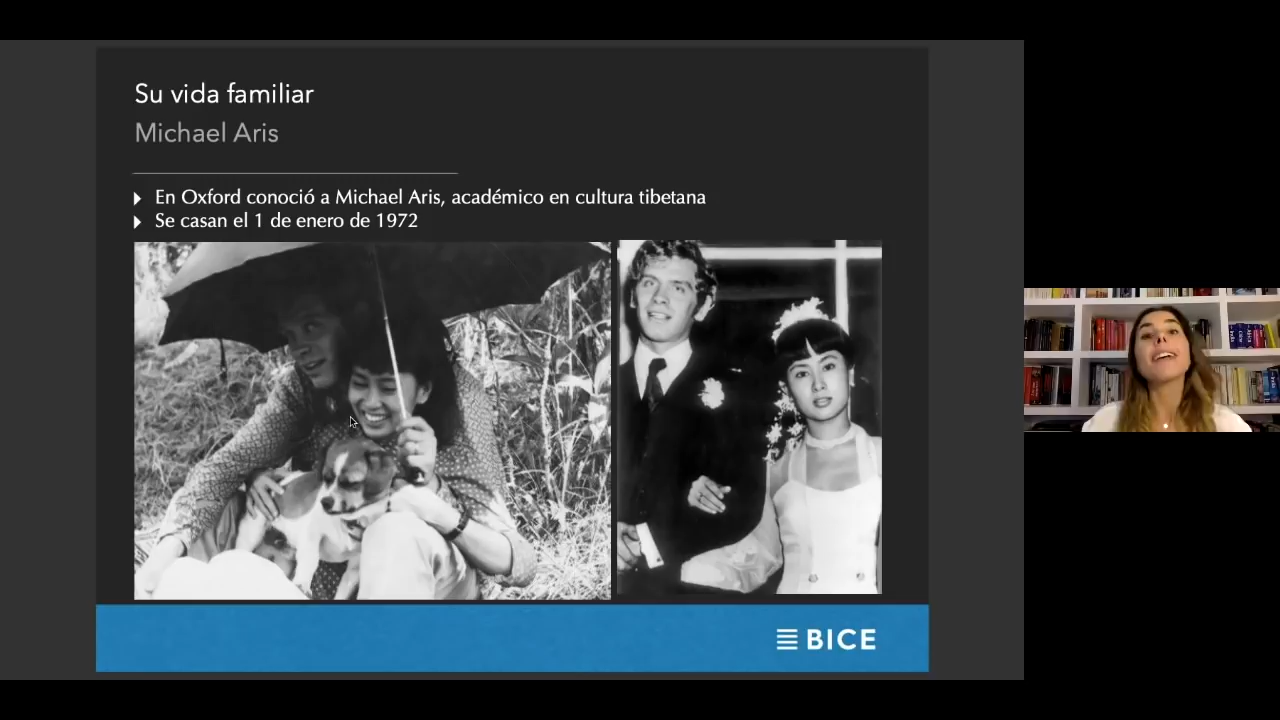 Su vida familiar
Michael Aris
En Oxford conoció a Michael Aris, académico en cultura tibetana
Se casan el 1 de enero de 1972
BICE